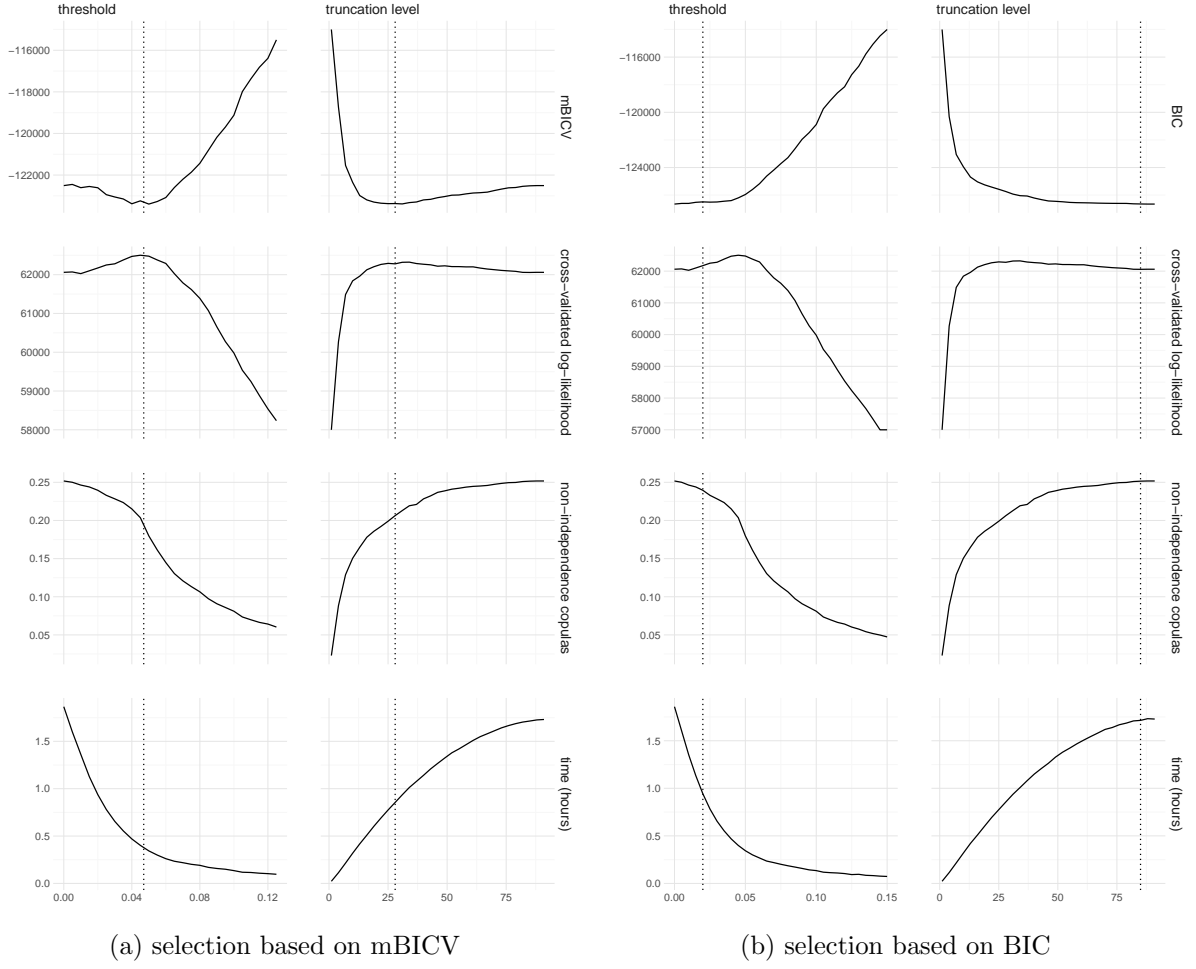 threshold
truncation level
threshold
truncation level
−116000
−118000
−120000
−122000
mBICV
−116000
−120000
−124000
BIC
62000
61000
60000
59000
58000
cross−validated log−likelihood
62000
61000
60000
59000
58000
57000
cross−validated log−likelihood
0.25
0.20
0.15
0.10
0.05
non−independence copulas
0.25
0.20
0.15
0.10
0.05
non−independence copulas
1.5
1.0
0.5
0.0
time (hours)
1.5
1.0
0.5
0.0
time (hours)
0.00 0.04 0.08 0.12
0 25 50 75
0.00 0.05 0.10 0.15
0 25 50 75
(a) selection based on mBICV
(b) selection based on BIC